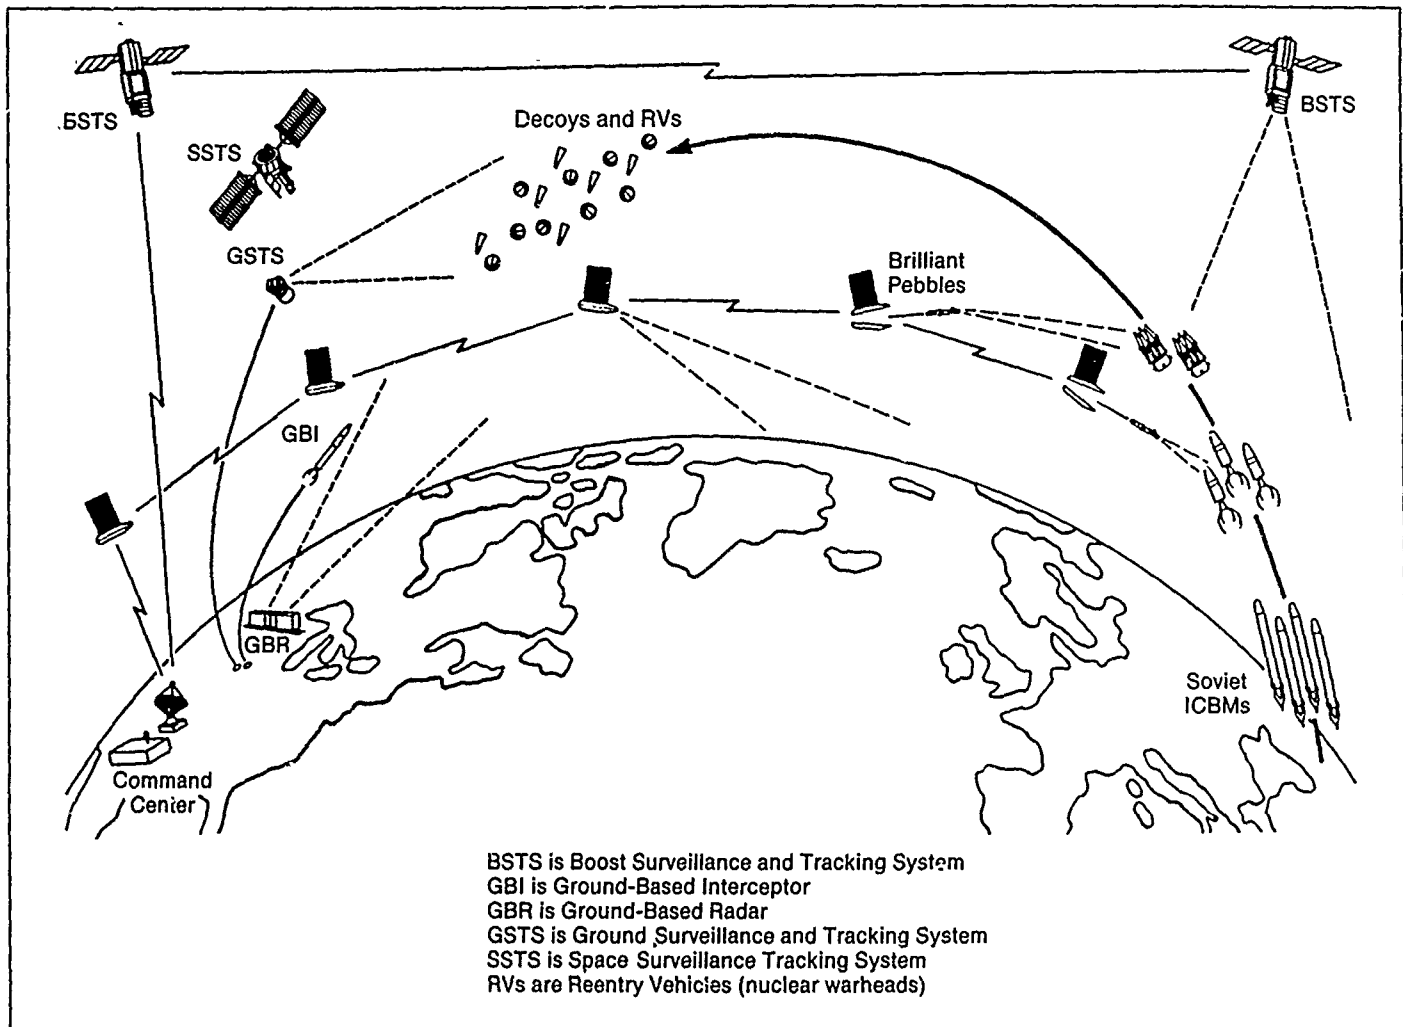 BSTS
BSTS
SSTS
Decoys and RVs
GSTS
Brilliant
Pebbles
GBI
GBR
Soviet
ICBMs
Command
Center
BSTS is Boost Surveillance and Tracking System
GBI is Ground-Based Interceptor
GBR is Ground-Based Radar
GSTS is Ground Surveillance and Tracking System
SSTS is Space Surveillance Tracking System
RVs are Reentry Vehicles (nuclear warheads)